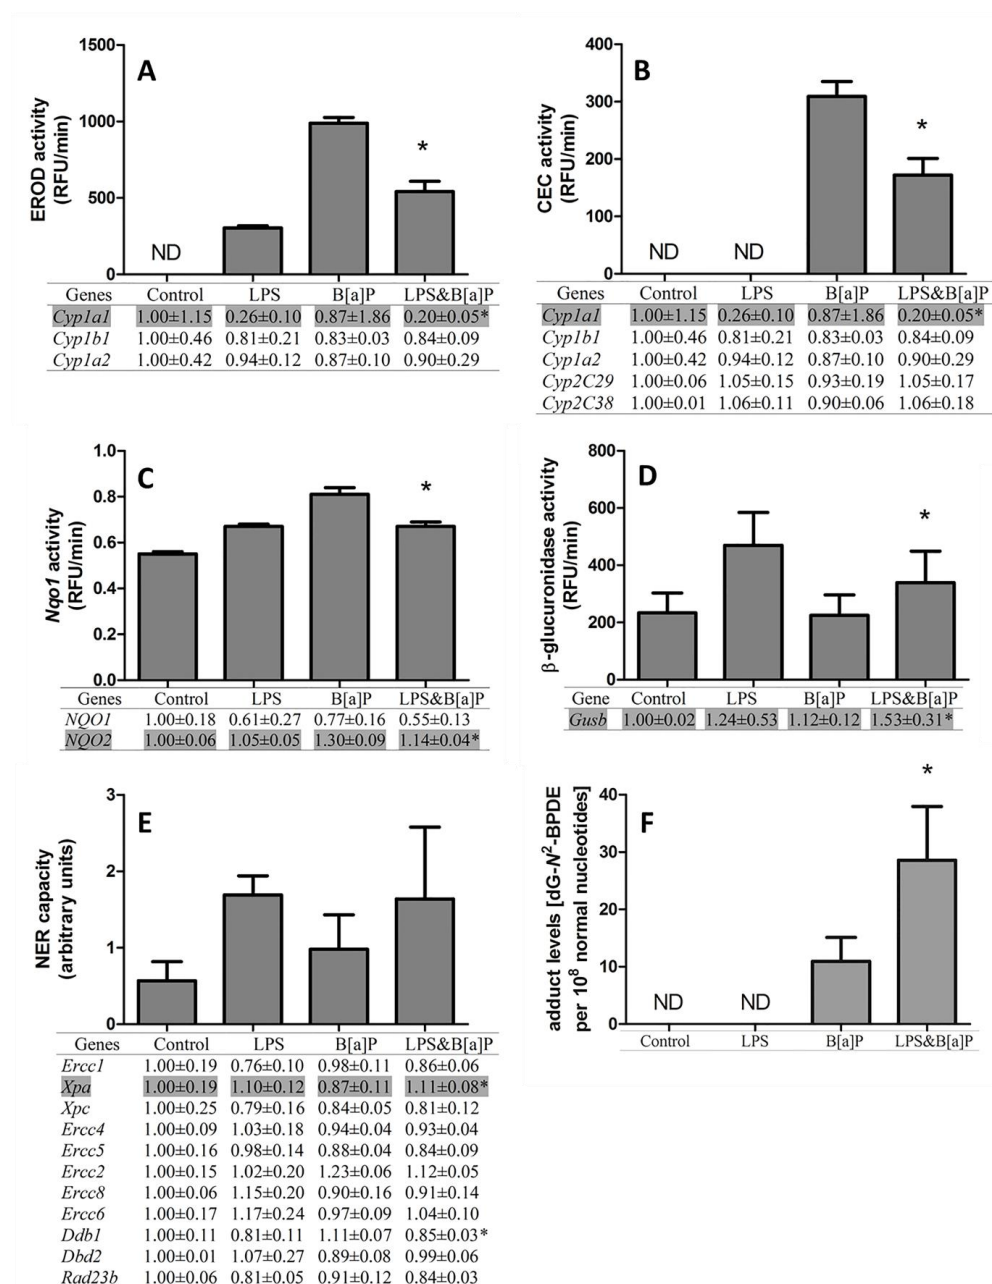 A
EROD activity
(RFU/min)
1500
1000
500
0
ND
*
Genes Control LPS B[a]P LPS&B[a]P
Cyp1a1 1.00±1.15 0.26±0.10 0.87±1.86 0.20±0.05*
Cyp1b1 1.00±0.46 0.81±0.21 0.83±0.03 0.84±0.09
Cyp1a2 1.00±0.42 0.94±0.12 0.87±0.10 0.90±0.29
B
CEC activity
(RFU/min)
400
300
200
100
0
ND ND
*
Genes Control LPS B[a]P LPS&B[a]P
Cyp1a1 1.00±1.15 0.26±0.10 0.87±1.86 0.20±0.05*
Cyp1b1 1.00±0.46 0.81±0.21 0.83±0.03 0.84±0.09
Cyp1a2 1.00±0.42 0.94±0.12 0.87±0.10 0.90±0.29
Cyp2C29 1.00±0.06 1.05±0.15 0.93±0.19 1.05±0.17
Cyp2C38 1.00±0.01 1.06±0.11 0.90±0.06 1.06±0.18
C
Nqo1 activity
(RFU/min)
1.0
0.8
0.6
0.4
0.2
0.0
*
Genes Control LPS B[a]P LPS&B[a]P
NQO1 1.00±0.18 0.61±0.27 0.77±0.16 0.55±0.13
NQO2 1.00±0.06 1.05±0.05 1.30±0.09 1.14±0.04*
D
β-glucuronidase activity
(RFU/min)
800
600
400
200
0
*
Gene Control LPS B[a]P LPS&B[a]P
Gusb 1.00±0.02 1.24±0.53 1.12±0.12 1.53±0.31*
E
NER capacity
(arbitrary units)
3
2
1
0
Genes Control LPS B[a]P LPS&B[a]P
Ercc1 1.00±0.19 0.76±0.10 0.98±0.11 0.86±0.06
Xpa 1.00±0.19 1.10±0.12 0.87±0.11 1.11±0.08*
Xpc 1.00±0.25 0.79±0.16 0.84±0.05 0.81±0.12
Ercc4 1.00±0.09 1.03±0.18 0.94±0.04 0.93±0.04
Ercc5 1.00±0.16 0.98±0.14 0.88±0.04 0.84±0.09
Ercc2 1.00±0.15 1.02±0.20 1.23±0.06 1.12±0.05
Ercc8 1.00±0.06 1.15±0.20 0.90±0.16 0.91±0.14
Ercc6 1.00±0.17 1.17±0.24 0.97±0.09 1.04±0.10
Ddb1 1.00±0.11 0.81±0.11 1.11±0.07 0.85±0.03*
Dbd2 1.00±0.01 1.07±0.27 0.89±0.08 0.99±0.06
Rad23b 1.00±0.06 0.81±0.05 0.91±0.12 0.84±0.03
F
adduct levels [dG-N²-BPDE
per 10⁸ normal nucleotides]
40
30
20
10
0
ND ND
*
Control LPS B[a]P LPS&B[a]P